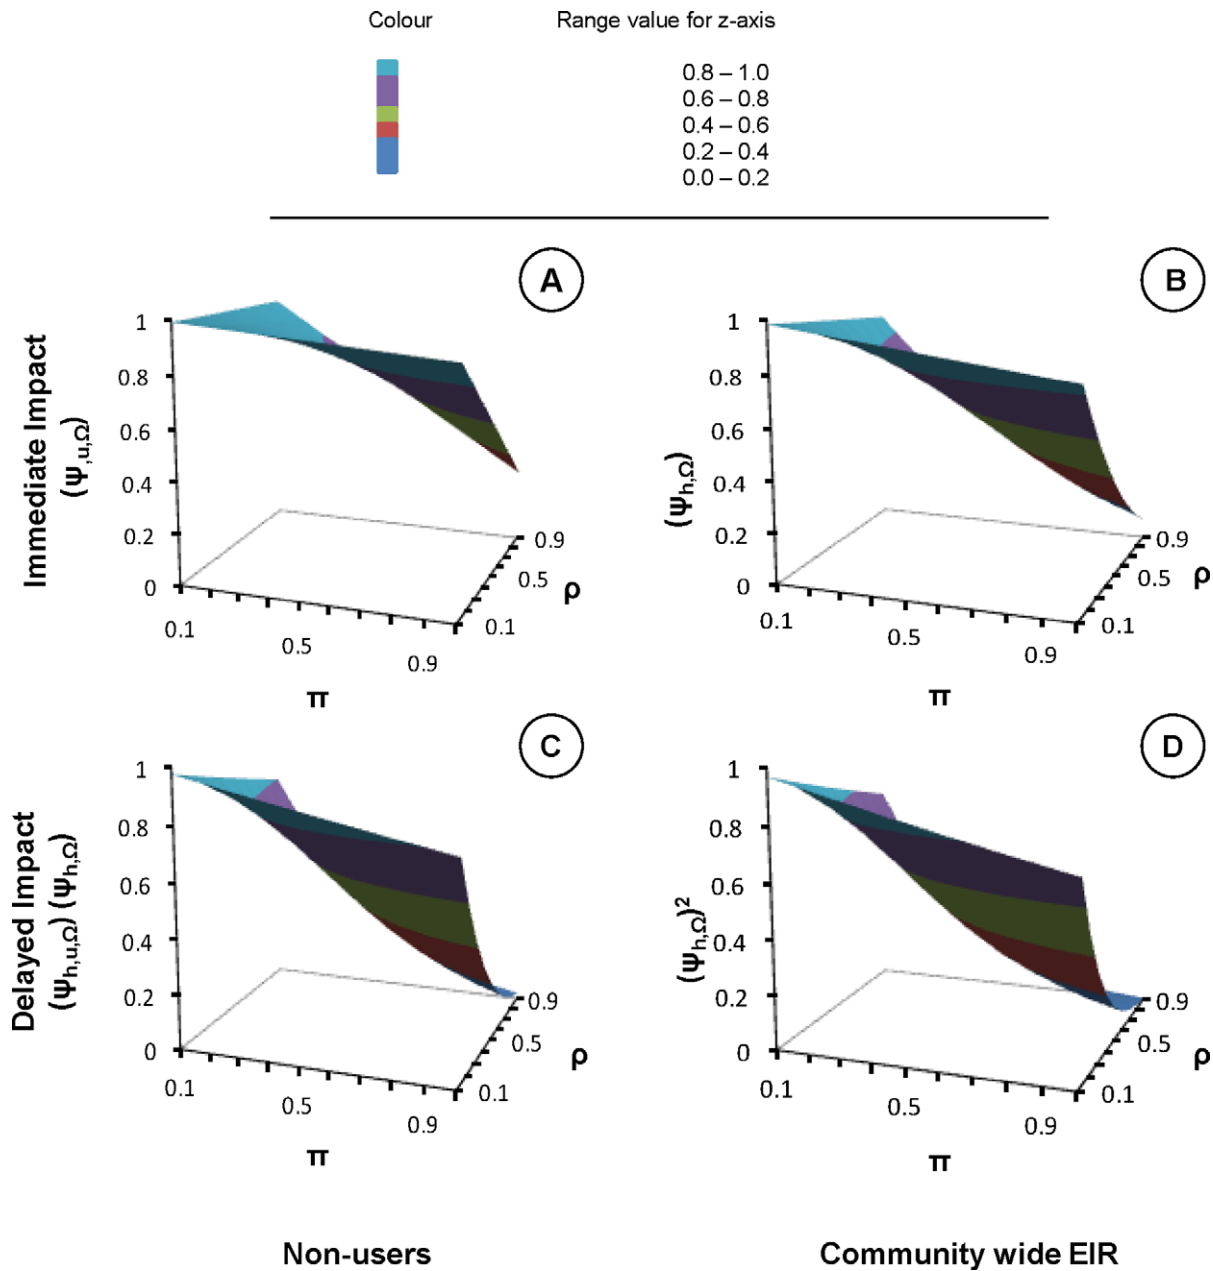 Colour Range value for z-axis
0.8 – 1.0
0.6 – 0.8
0.4 – 0.6
0.2 – 0.4
0.0 – 0.2
A
B
Immediate Impact
(Ψ,u,Ω)
1
0.8
0.6
0.4
0.2
0
0.1
0.5
0.9
π
0.1
0.5
0.9
ρ
(Ψh,Ω)
1
0.8
0.6
0.4
0.2
0
0.1
0.5
0.9
π
0.1
0.5
0.9
ρ
C
D
Delayed Impact
(Ψh,u,Ω) (Ψh,Ω)
1
0.8
0.6
0.4
0.2
0
0.1
0.5
0.9
π
0.1
0.5
0.9
ρ
(Ψh,Ω)²
1
0.8
0.6
0.4
0.2
0
0.1
0.5
0.9
π
0.1
0.5
0.9
ρ
Non-users
Community wide EIR